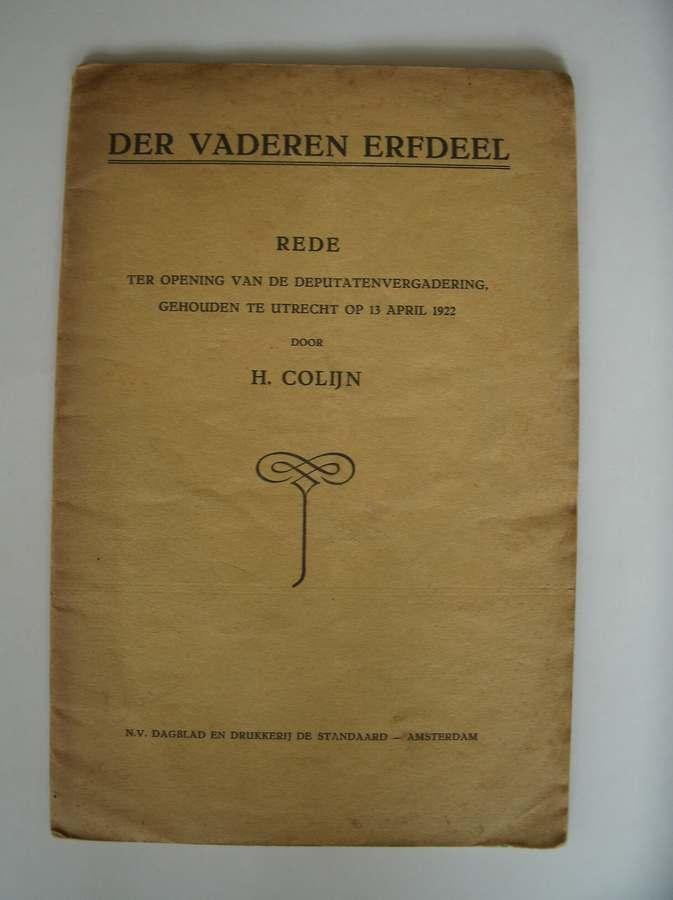 DER VADEREN ERFDEEL
REDE
TER OPENING VAN DE DEPUTATENVERGADERING,
GEHOUDEN TE UTRECHT OP 13 APRIL 1922
DOOR
H. COLIJN
N.V. DAGBLAD EN DRUKKERIJ DE STANDAARD — AMSTERDAM